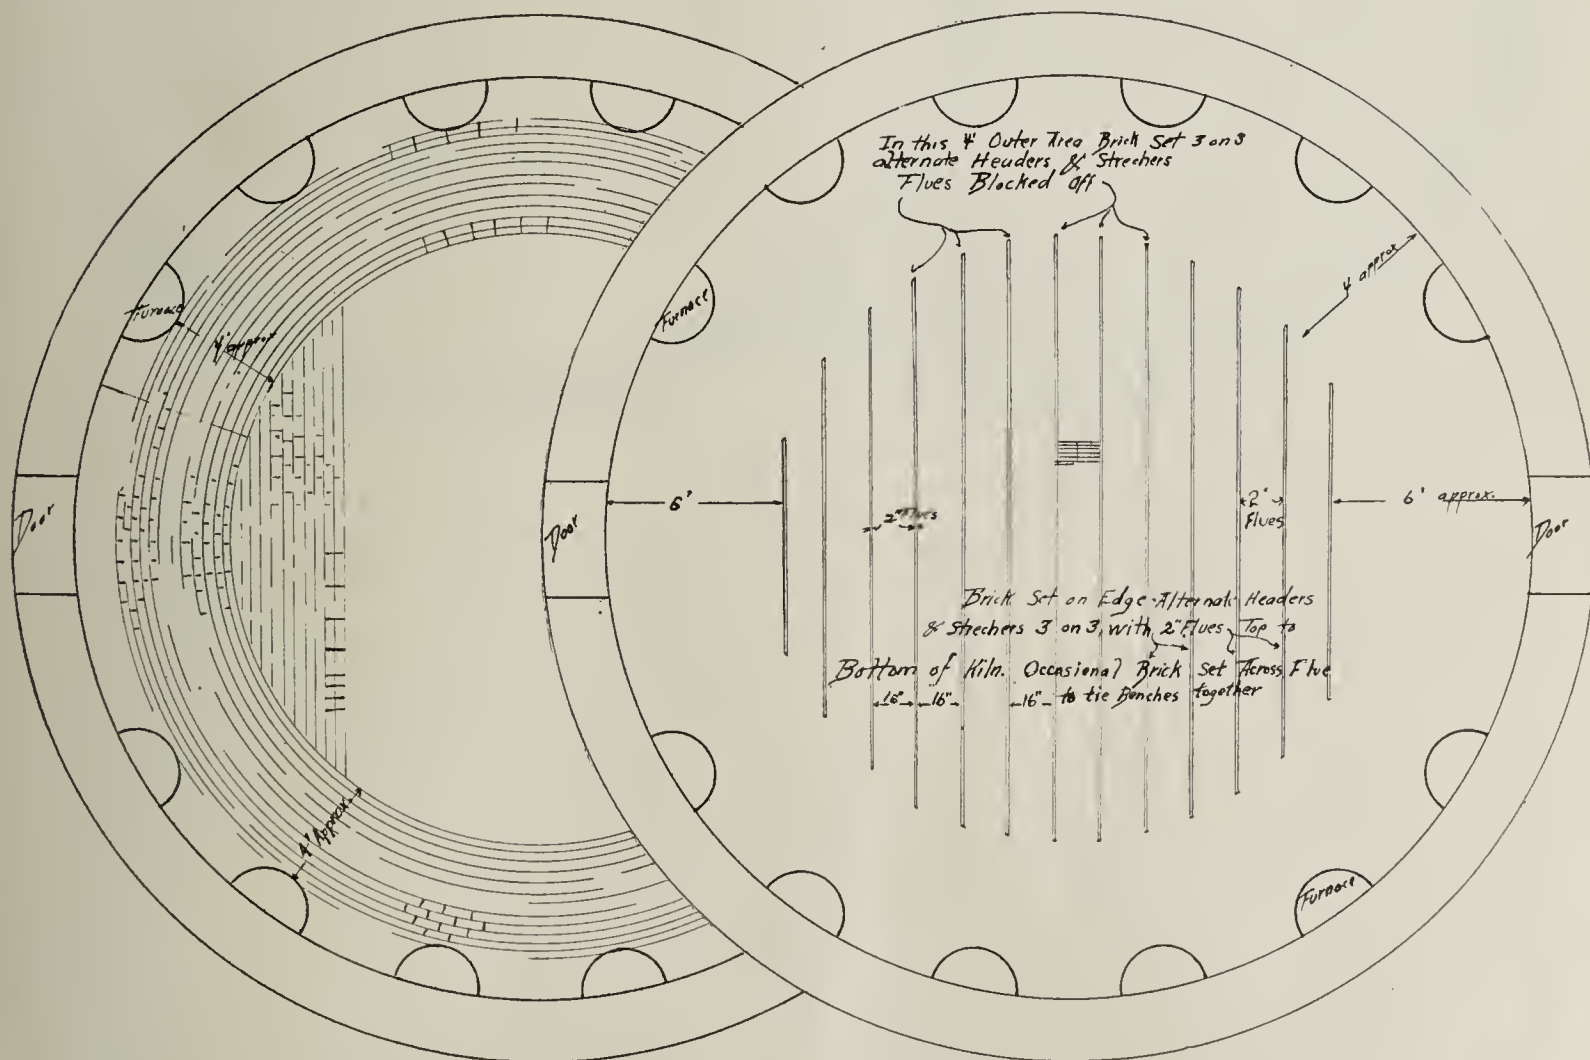 In this 4' Outer Area Brick Set 3 on 3
alternate Headers & Strechers
Flues Blocked off
4' approx
Furnace
Furnace
4' approx
Door
Door
6'
2" Flues
2"
Flues
6' approx.
Door
Brick Set on Edge Alternate Headers
& Strechers 3 on 3, with 2" Flues Top to
Bottom of Kiln. Occasional Brick Set Across Flue
16" 16" 16" to tie Benches together
4' Approx.
Furnace